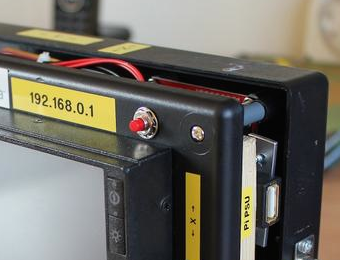 192.168.0.1
← X →
Pi PSU